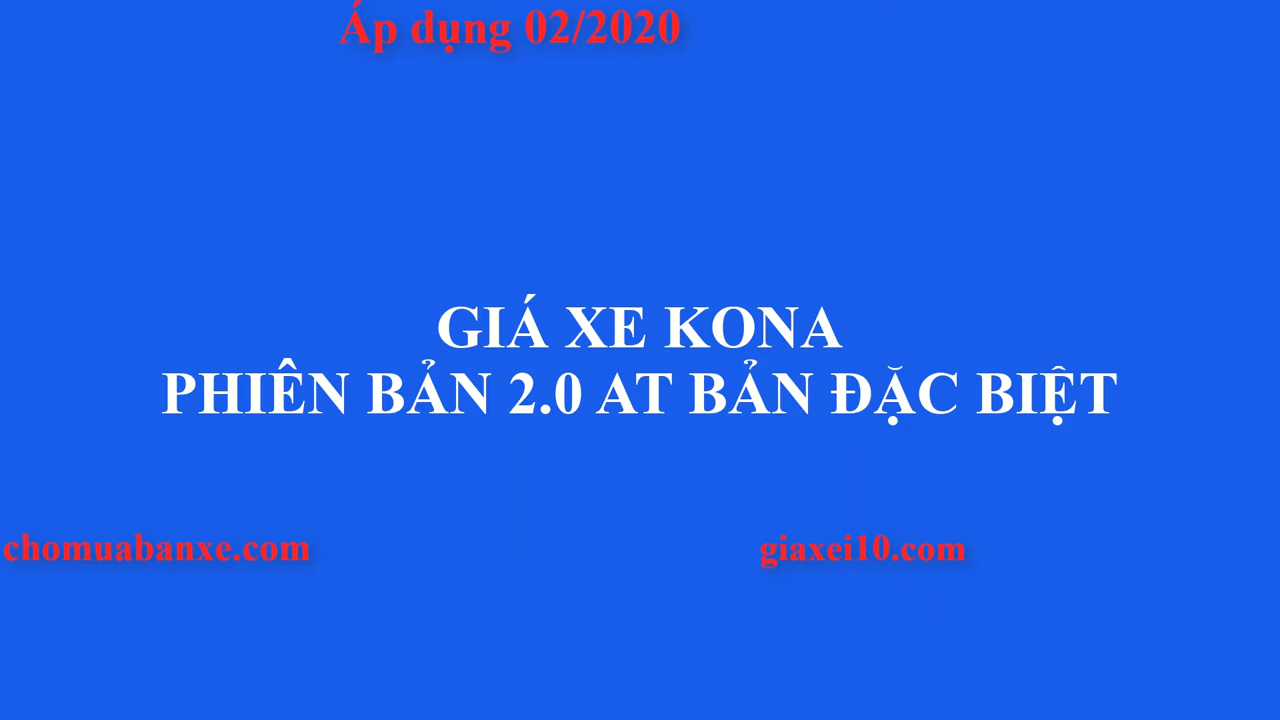 Áp dụng 02/2020
GIÁ XE KONA
PHIÊN BẢN 2.0 AT BẢN ĐẶC BIỆT
chomuabanxe.com
giaxei10.com